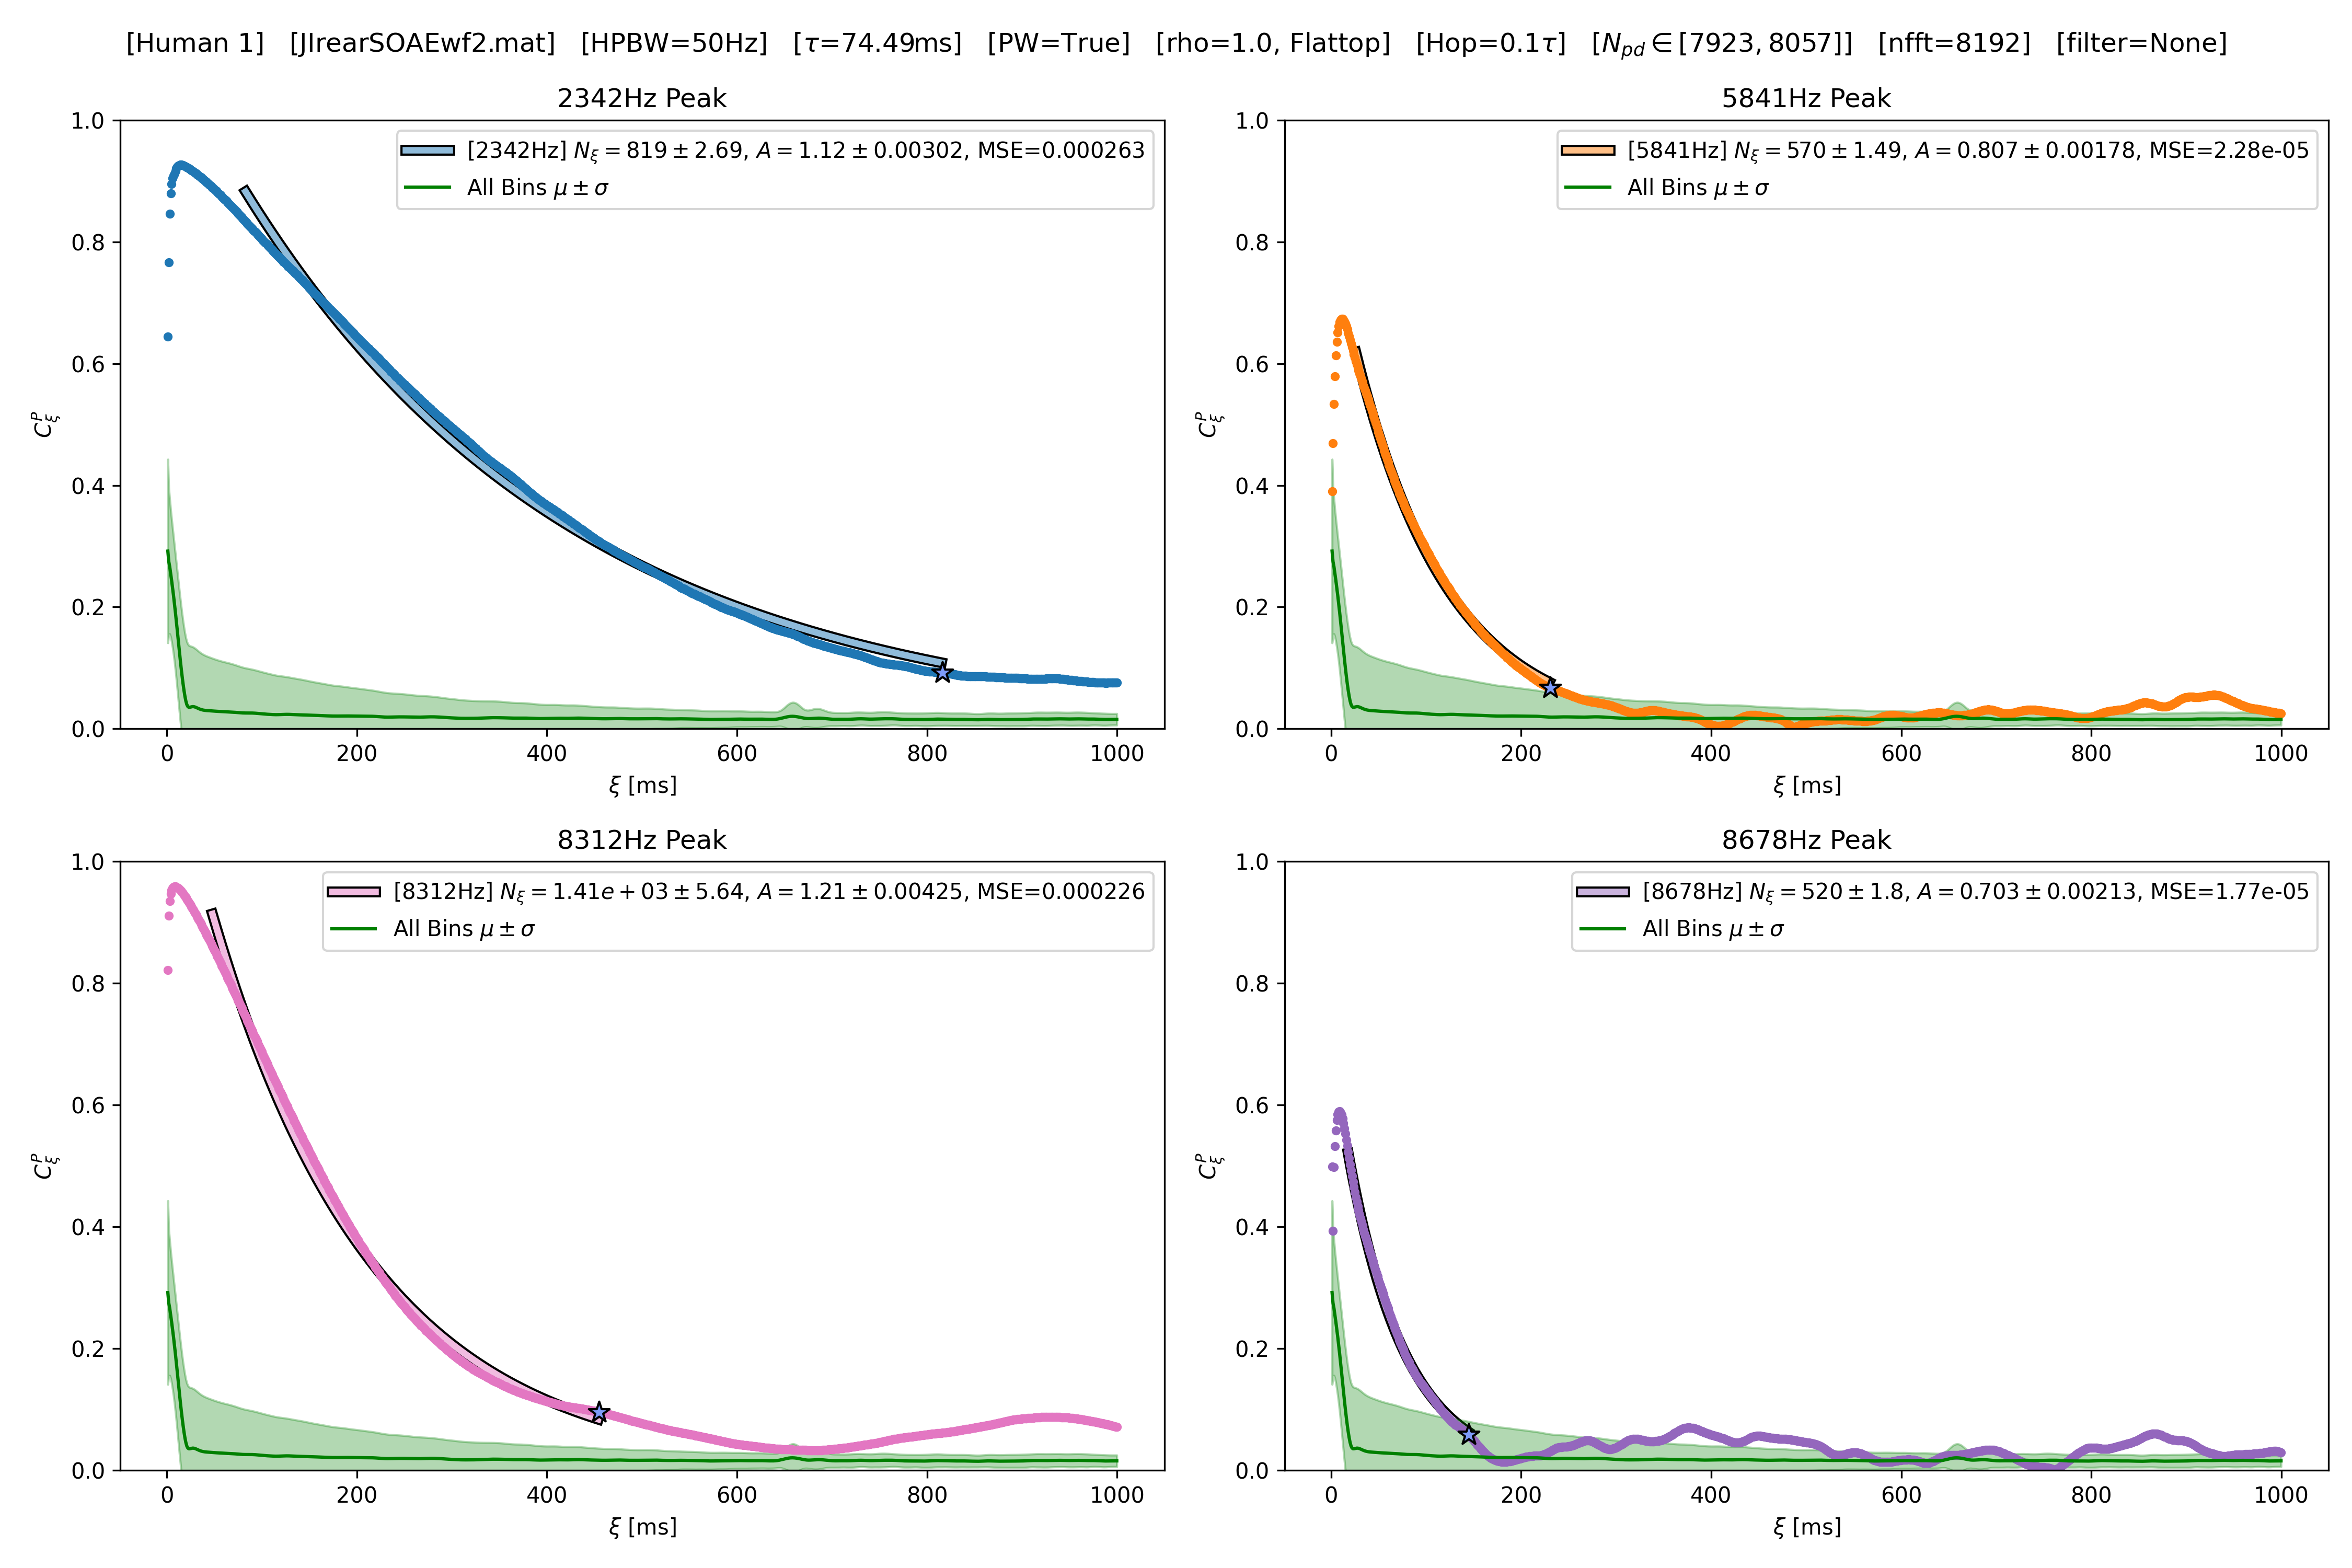 [Human 1] [JIrearSOAEwf2.mat] [HPBW=50Hz] [τ=74.49ms] [PW=True] [rho=1.0, Flattop] [Hop=0.1τ] [N_pd ∈ [7923, 8057]] [nfft=8192] [filter=None]
2342Hz Peak
[2342Hz] N_ξ = 819 ± 2.69, A = 1.12 ± 0.00302, MSE=0.000263
All Bins μ ± σ
1.0
0.8
0.6
0.4
0.2
0.0
C_ξ^P
0 200 400 600 800 1000
ξ [ms]
5841Hz Peak
[5841Hz] N_ξ = 570 ± 1.49, A = 0.807 ± 0.00178, MSE=2.28e-05
All Bins μ ± σ
1.0
0.8
0.6
0.4
0.2
0.0
C_ξ^P
0 200 400 600 800 1000
ξ [ms]
8312Hz Peak
[8312Hz] N_ξ = 1.41e + 03 ± 5.64, A = 1.21 ± 0.00425, MSE=0.000226
All Bins μ ± σ
1.0
0.8
0.6
0.4
0.2
0.0
C_ξ^P
0 200 400 600 800 1000
ξ [ms]
8678Hz Peak
[8678Hz] N_ξ = 520 ± 1.8, A = 0.703 ± 0.00213, MSE=1.77e-05
All Bins μ ± σ
1.0
0.8
0.6
0.4
0.2
0.0
C_ξ^P
0 200 400 600 800 1000
ξ [ms]